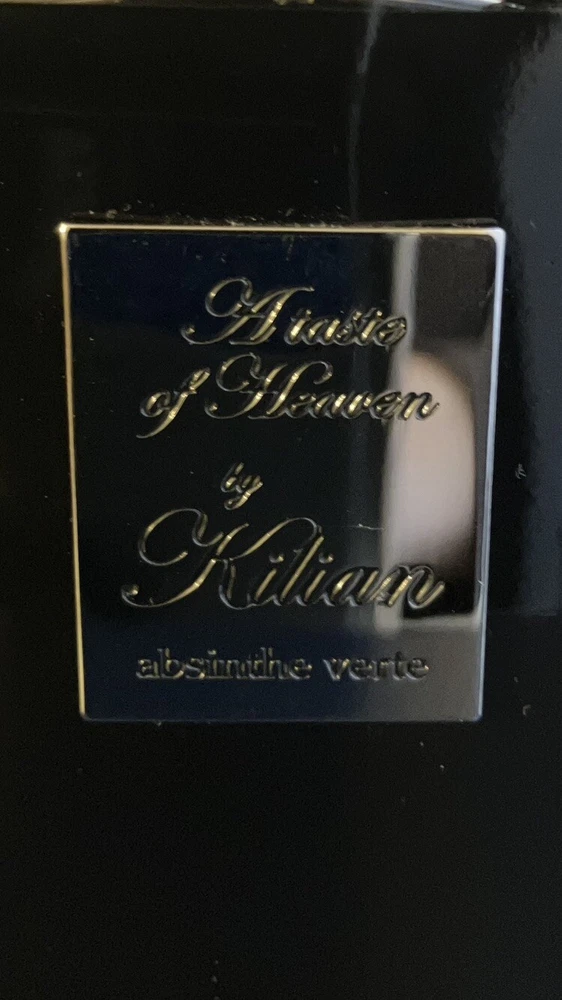 A taste
of Heaven
by
Kilian
absinthe verte